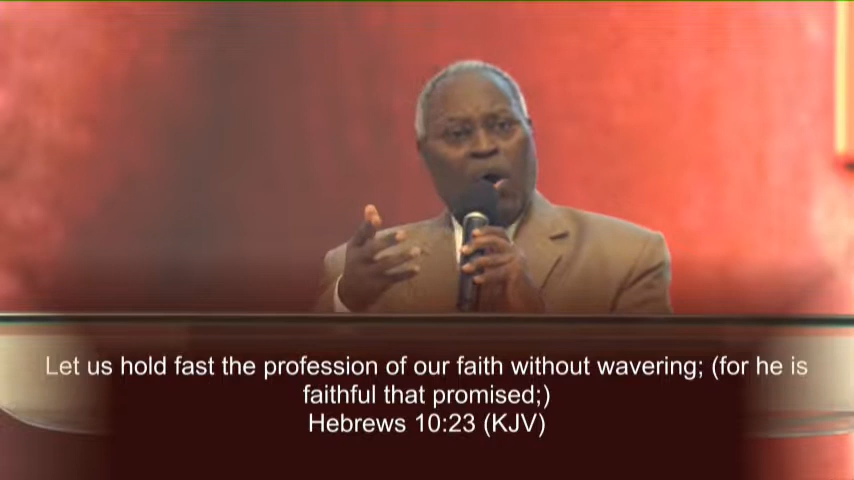 Let us hold fast the profession of our faith without wavering; (for he is
faithful that promised;)
Hebrews 10:23 (KJV)